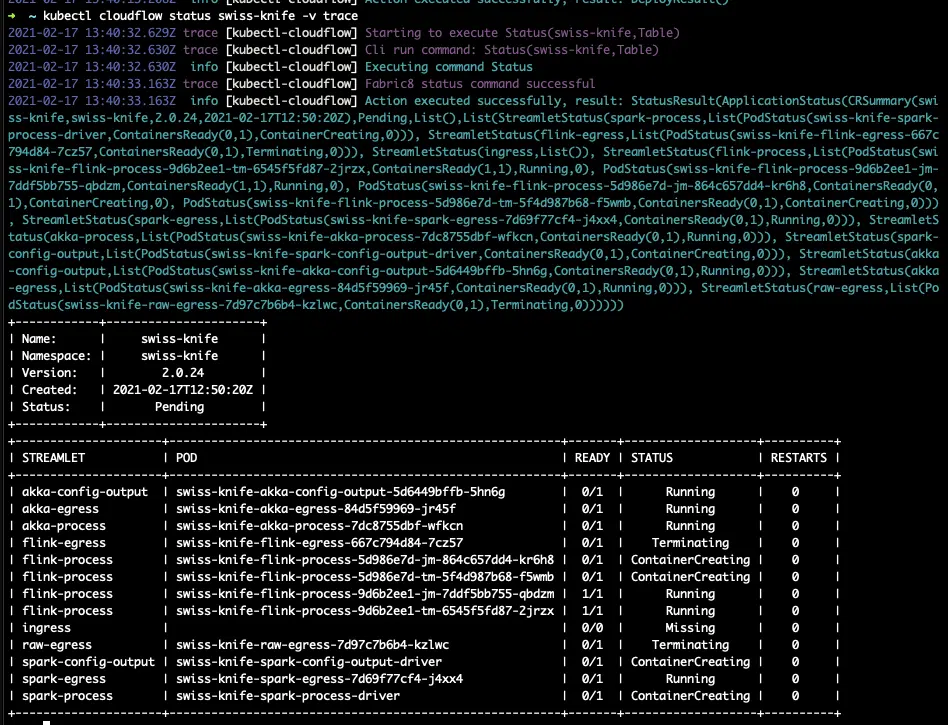 Action executed successfully, result: DeployResult()
➜  ~ kubectl cloudflow status swiss-knife -v trace
2021-02-17 13:40:32.629Z trace [kubectl-cloudflow] Starting to execute Status(swiss-knife,Table)
2021-02-17 13:40:32.630Z trace [kubectl-cloudflow] Cli run command: Status(swiss-knife,Table)
2021-02-17 13:40:32.630Z  info [kubectl-cloudflow] Executing command Status
2021-02-17 13:40:33.163Z trace [kubectl-cloudflow] Fabric8 status command successful
2021-02-17 13:40:33.163Z  info [kubectl-cloudflow] Action executed successfully, result: StatusResult(ApplicationStatus(CRSummary(swi
ss-knife,swiss-knife,2.0.24,2021-02-17T12:50:20Z),Pending,List(),List(StreamletStatus(spark-process,List(PodStatus(swiss-knife-spark-
process-driver,ContainersReady(0,1),ContainerCreating,0))), StreamletStatus(flink-egress,List(PodStatus(swiss-knife-flink-egress-667c
794d84-7cz57,ContainersReady(0,1),Terminating,0))), StreamletStatus(ingress,List()), StreamletStatus(flink-process,List(PodStatus(swi
ss-knife-flink-process-9d6b2ee1-tm-6545f5fd87-2jrzx,ContainersReady(1,1),Running,0), PodStatus(swiss-knife-flink-process-9d6b2ee1-jm-
7ddf5bb755-qbdzm,ContainersReady(1,1),Running,0), PodStatus(swiss-knife-flink-process-5d986e7d-jm-864c657dd4-kr6h8,ContainersReady(0,
1),ContainerCreating,0), PodStatus(swiss-knife-flink-process-5d986e7d-tm-5f4d987b68-f5wmb,ContainersReady(0,1),ContainerCreating,0)))
, StreamletStatus(spark-egress,List(PodStatus(swiss-knife-spark-egress-7d69f77cf4-j4xx4,ContainersReady(0,1),Running,0))), StreamletS
tatus(akka-process,List(PodStatus(swiss-knife-akka-process-7dc8755dbf-wfkcn,ContainersReady(0,1),Running,0))), StreamletStatus(spark-
config-output,List(PodStatus(swiss-knife-spark-config-output-driver,ContainersReady(0,1),ContainerCreating,0))), StreamletStatus(akka
-config-output,List(PodStatus(swiss-knife-akka-config-output-5d6449bffb-5hn6g,ContainersReady(0,1),Running,0))), StreamletStatus(akka
-egress,List(PodStatus(swiss-knife-akka-egress-84d5f59969-jr45f,ContainersReady(0,1),Running,0))), StreamletStatus(raw-egress,List(Po
dStatus(swiss-knife-raw-egress-7d97c7b6b4-kzlwc,ContainersReady(0,1),Terminating,0))))))
+------------+----------------------+
| Name:      |     swiss-knife      |
| Namespace: |     swiss-knife      |
| Version:   |        2.0.24        |
| Created:   | 2021-02-17T12:50:20Z |
| Status:    |       Pending        |
+------------+----------------------+
| STREAMLET           | POD                                                  | READY | STATUS            | RESTARTS |
| akka-config-output  | swiss-knife-akka-config-output-5d6449bffb-5hn6g      |  0/1  |      Running      |    0     |
| akka-egress         | swiss-knife-akka-egress-84d5f59969-jr45f             |  0/1  |      Running      |    0     |
| akka-process        | swiss-knife-akka-process-7dc8755dbf-wfkcn            |  0/1  |      Running      |    0     |
| flink-egress        | swiss-knife-flink-egress-667c794d84-7cz57            |  0/1  |    Terminating    |    0     |
| flink-process       | swiss-knife-flink-process-5d986e7d-jm-864c657dd4-kr6h8 |  0/1  | ContainerCreating |    0     |
| flink-process       | swiss-knife-flink-process-5d986e7d-tm-5f4d987b68-f5wmb |  0/1  | ContainerCreating |    0     |
| flink-process       | swiss-knife-flink-process-9d6b2ee1-jm-7ddf5bb755-qbdzm |  1/1  |      Running      |    0     |
| flink-process       | swiss-knife-flink-process-9d6b2ee1-tm-6545f5fd87-2jrzx |  1/1  |      Running      |    0     |
| ingress             |                                                      |  0/0  |      Missing      |    0     |
| raw-egress          | swiss-knife-raw-egress-7d97c7b6b4-kzlwc              |  0/1  |    Terminating    |    0     |
| spark-config-output | swiss-knife-spark-config-output-driver               |  0/1  | ContainerCreating |    0     |
| spark-egress        | swiss-knife-spark-egress-7d69f77cf4-j4xx4            |  0/1  |      Running      |    0     |
| spark-process       | swiss-knife-spark-process-driver                     |  0/1  | ContainerCreating |    0     |